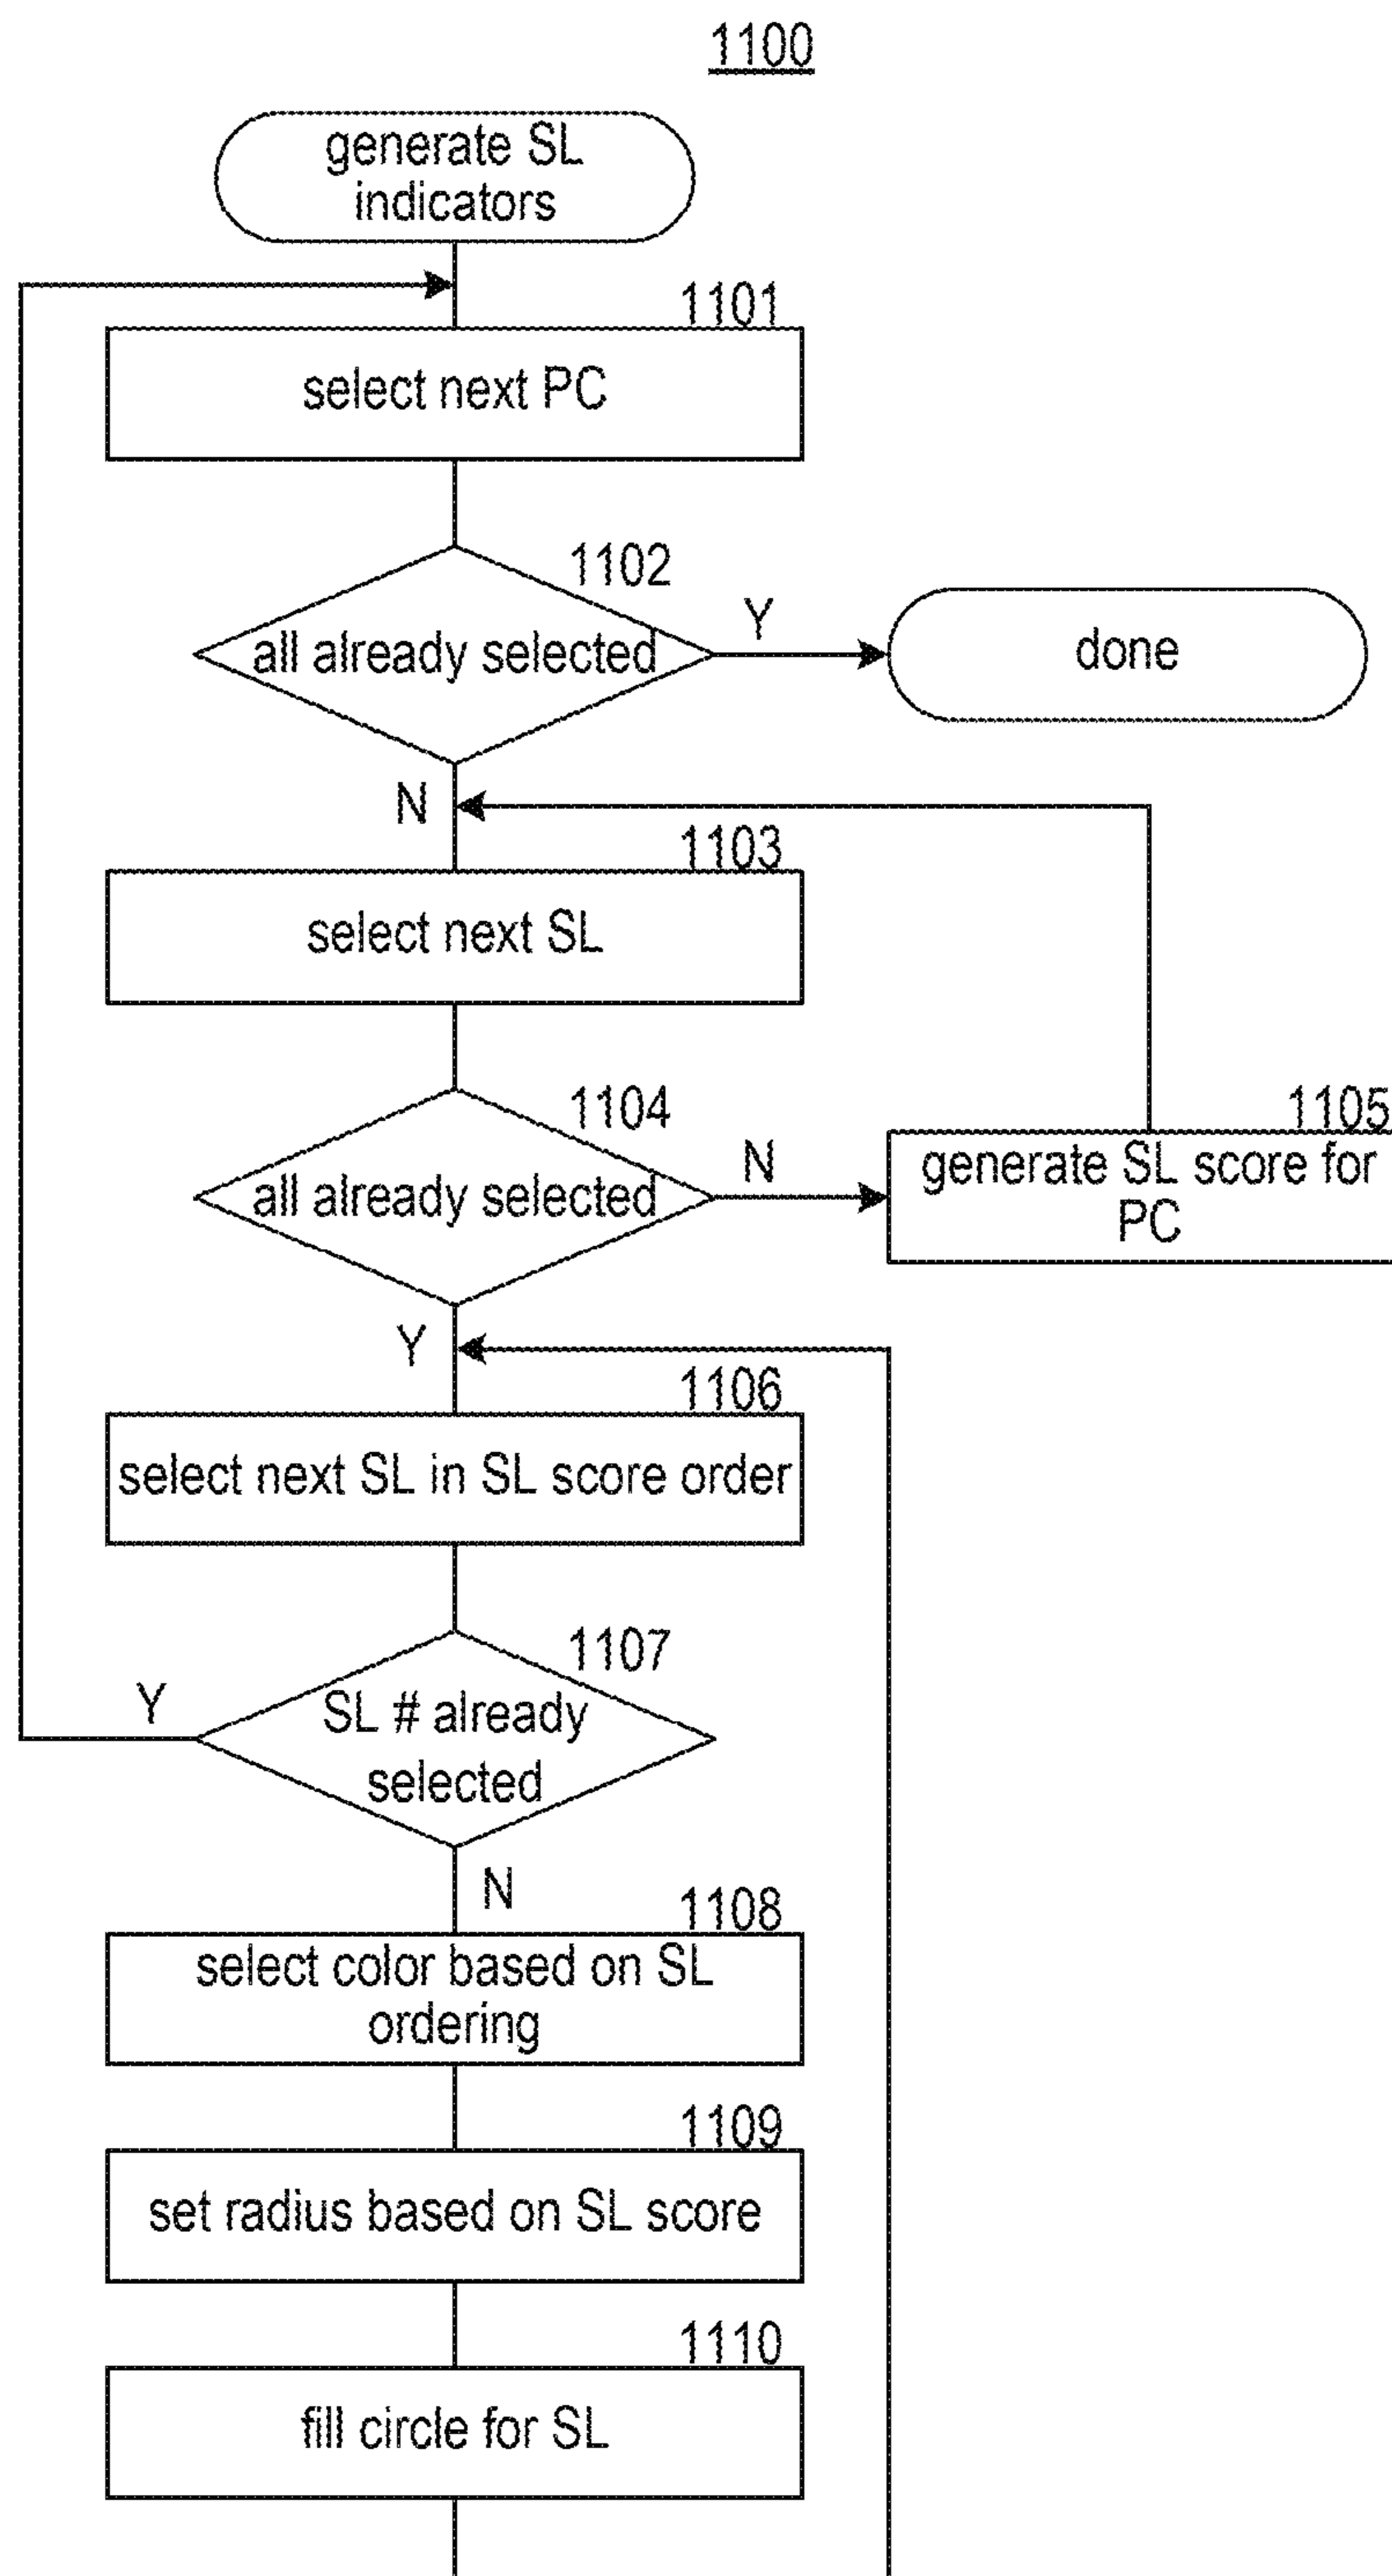 1100
generate SL
indicators
1101
select next PC
1102
all already selected
Y
done
N
1103
select next SL
1104
all already selected
N
1105
generate SL score for
PC
Y
1106
select next SL in SL score order
1107
Y
SL # already
selected
N
1108
select color based on SL
ordering
1109
set radius based on SL score
1110
fill circle for SL